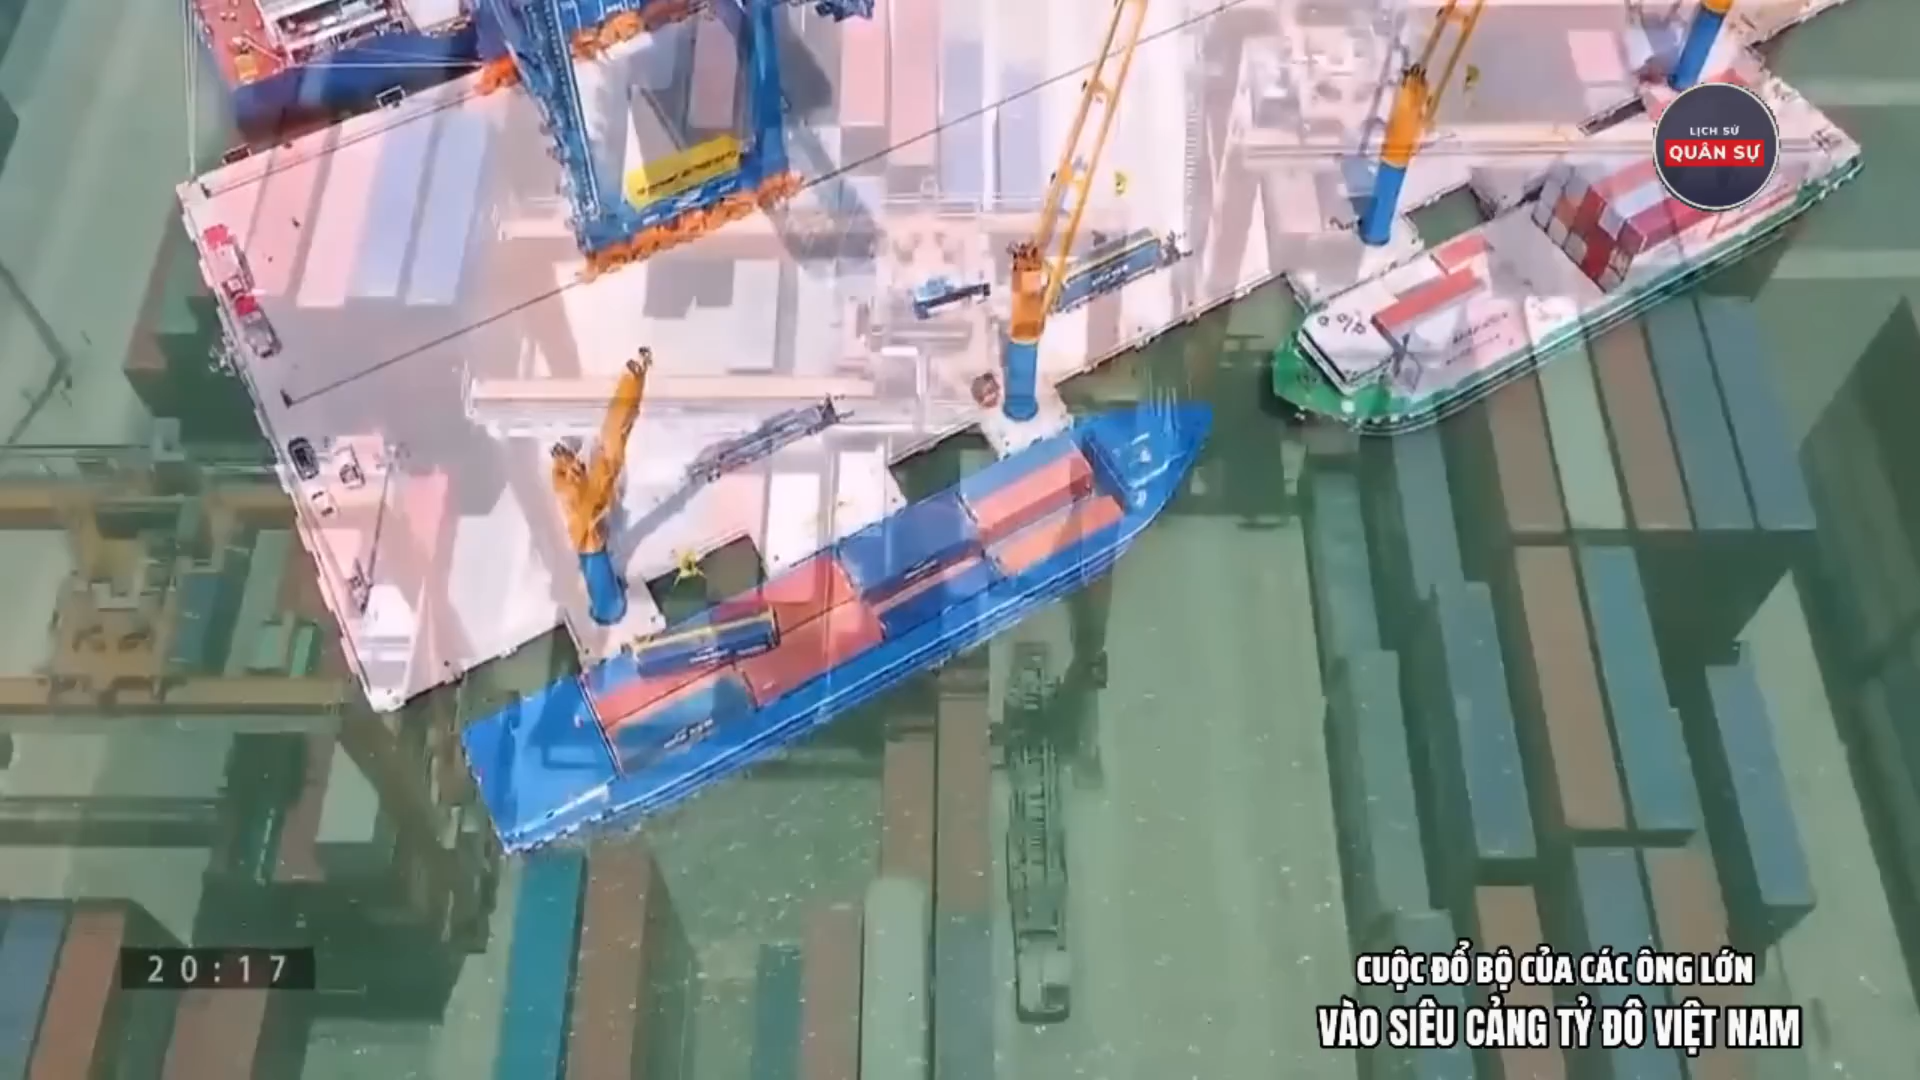 LỊCH SỬ
QUÂN SỰ
20:17
CUỘC ĐỔ BỘ CỦA CÁC ÔNG LỚN
VÀO SIÊU CẢNG TỶ ĐÔ VIỆT NAM